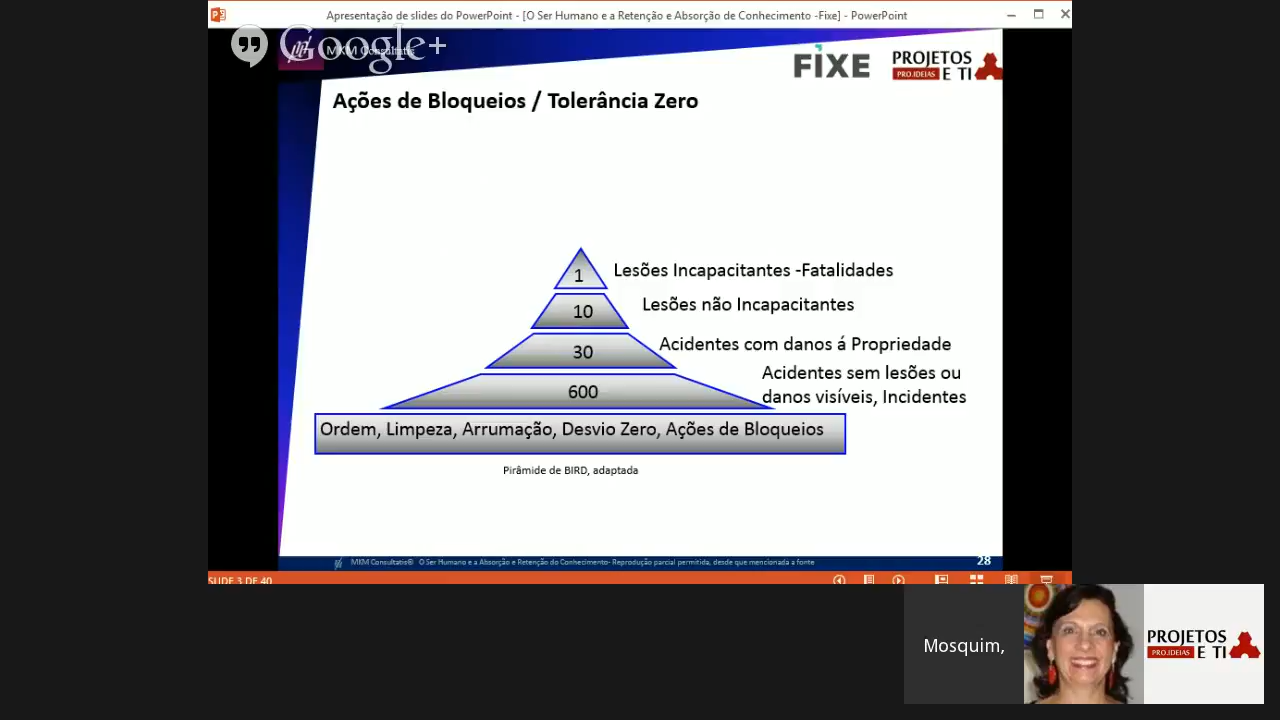 Apresentação de slides do PowerPoint - [O Ser Humano e a Retenção e Absorção de Conhecimento -Fixe] - PowerPoint
Google+
MKM Consultatis
FIXE
PROJETOS
PRO.IDEIAS E TI
Ações de Bloqueios / Tolerância Zero
1
Lesões Incapacitantes -Fatalidades
10
Lesões não Incapacitantes
30
Acidentes com danos á Propriedade
600
Acidentes sem lesões ou
danos visíveis, Incidentes
Ordem, Limpeza, Arrumação, Desvio Zero, Ações de Bloqueios
Pirâmide de BIRD, adaptada
MKM Consultatis® O Ser Humano e a Absorção e Retenção do Conhecimento- Reprodução parcial permitida, desde que mencionada a fonte
28
SLIDE 3 DE 40
Mosquim,
PROJETOS
PRO.IDEIAS E TI